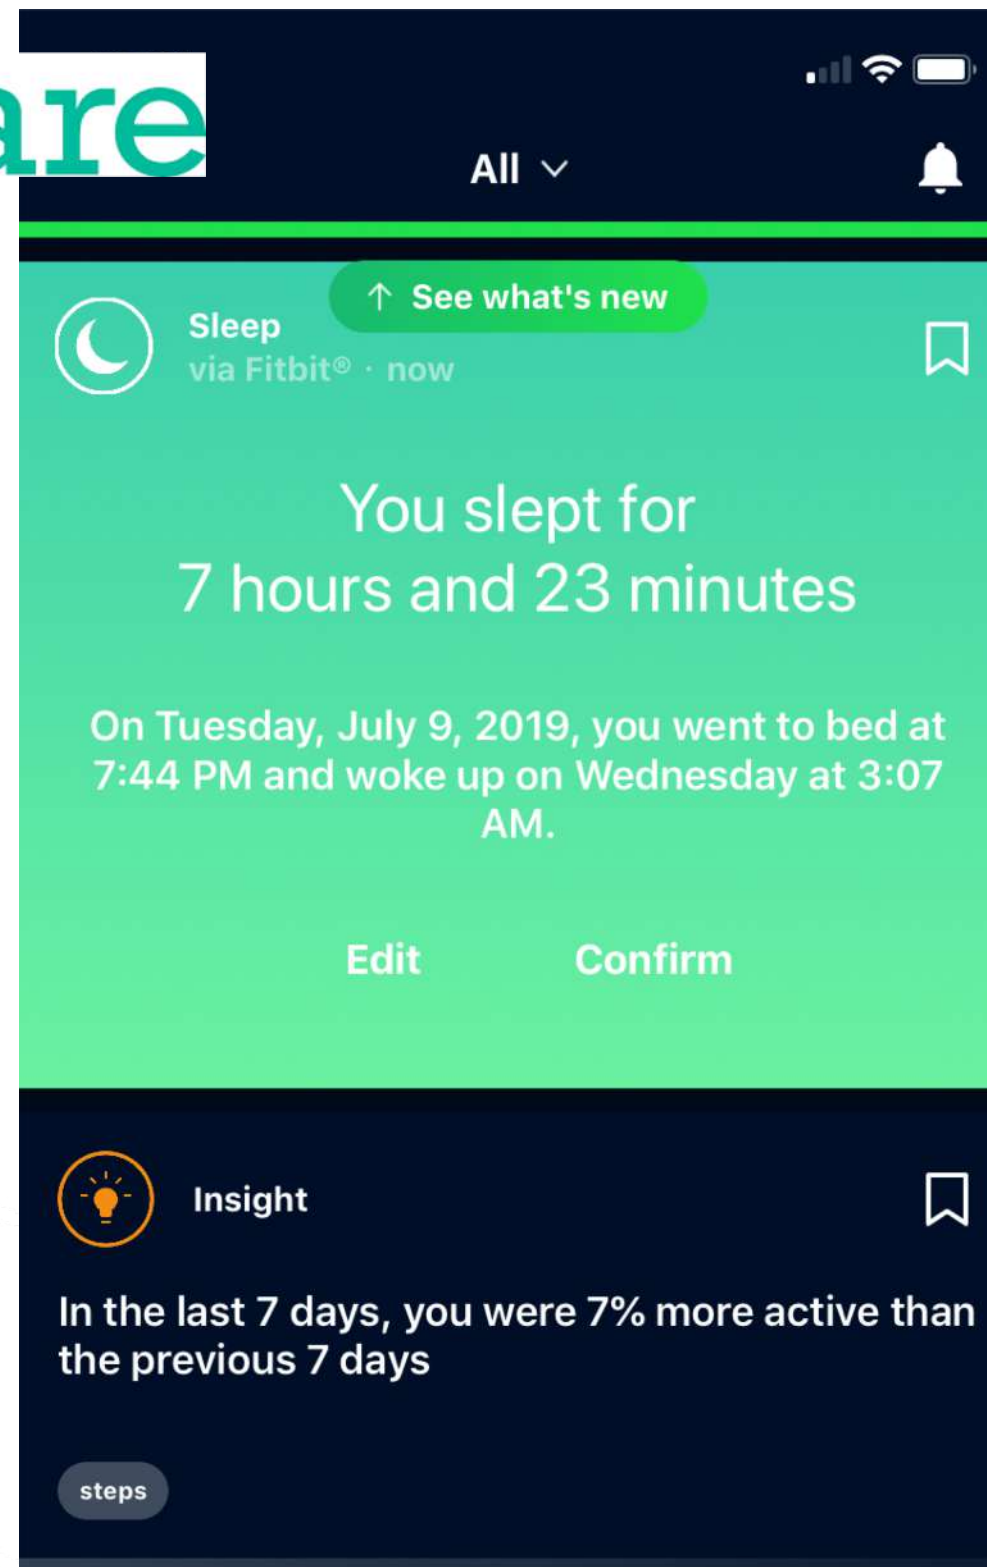 are
All
See what's new
Sleep
via Fitbit® · now
You slept for
7 hours and 23 minutes
On Tuesday, July 9, 2019, you went to bed at
7:44 PM and woke up on Wednesday at 3:07
AM.
Edit Confirm
Insight
In the last 7 days, you were 7% more active than
the previous 7 days
steps